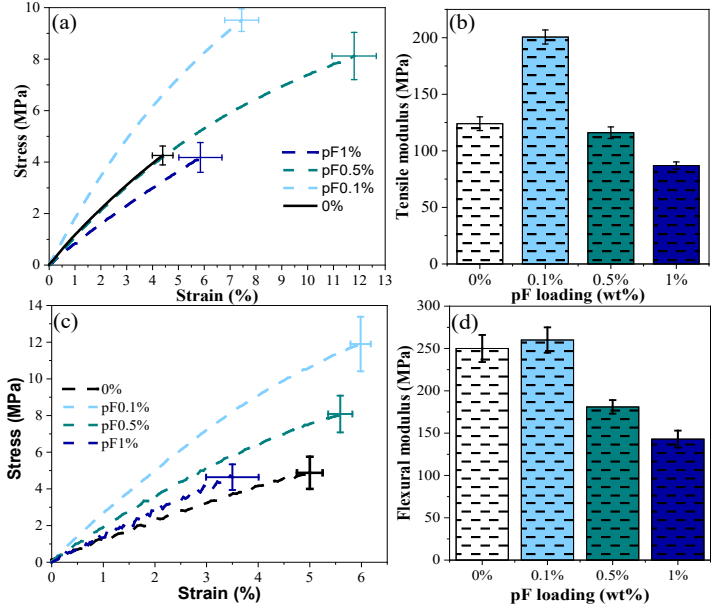 (a)
10
8
6
4
2
0
Stress (MPa)
pF1%
pF0.5%
pF0.1%
0%
0 1 2 3 4 5 6 7 8 9 10 11 12 13
Strain (%)
(b)
200
150
100
50
0
Tensile modulus (MPa)
0% 0.1% 0.5% 1%
pF loading (wt%)
(c)
14
12
10
8
6
4
2
0
Stress (MPa)
0%
pF0.1%
pF0.5%
pF1%
0 1 2 3 4 5 6
Strain (%)
(d)
300
250
200
150
100
50
0
Flexural modulus (MPa)
0% 0.1% 0.5% 1%
pF loading (wt%)